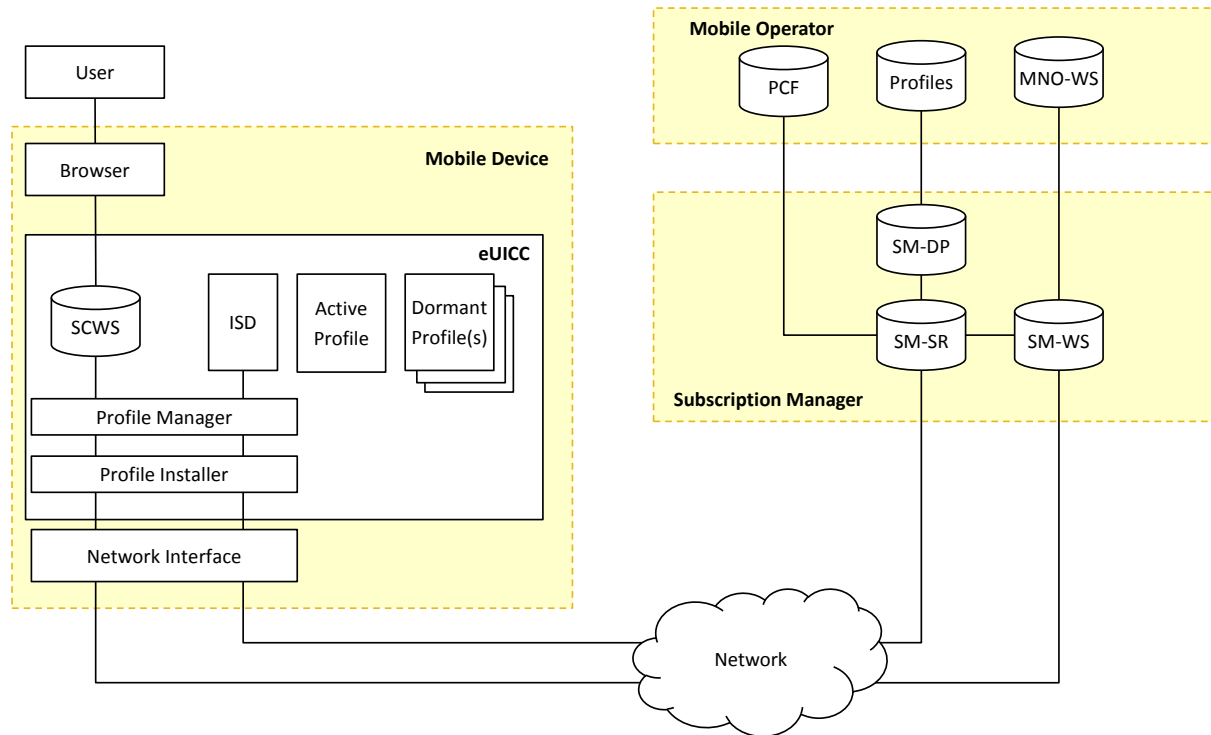 User
Mobile Device
Browser
eUICC
SCWS
ISD
Active
Profile
Dormant
Profile(s)
Profile Manager
Profile Installer
Network Interface
Mobile Operator
PCF
Profiles
MNO-WS
SM-DP
SM-SR
SM-WS
Subscription Manager
Network